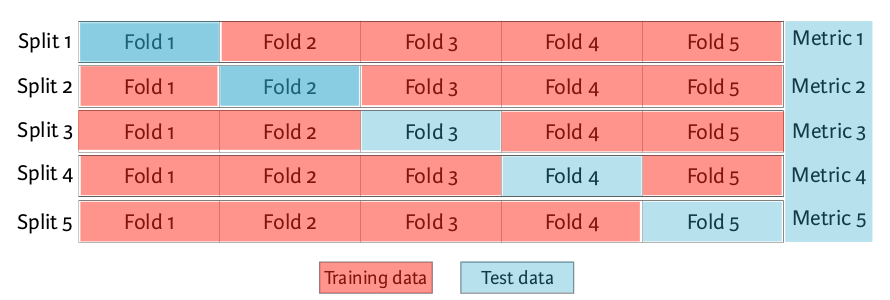 Split 1 Fold 1 Fold 2 Fold 3 Fold 4 Fold 5 Metric 1
Split 2 Fold 1 Fold 2 Fold 3 Fold 4 Fold 5 Metric 2
Split 3 Fold 1 Fold 2 Fold 3 Fold 4 Fold 5 Metric 3
Split 4 Fold 1 Fold 2 Fold 3 Fold 4 Fold 5 Metric 4
Split 5 Fold 1 Fold 2 Fold 3 Fold 4 Fold 5 Metric 5
Training data Test data